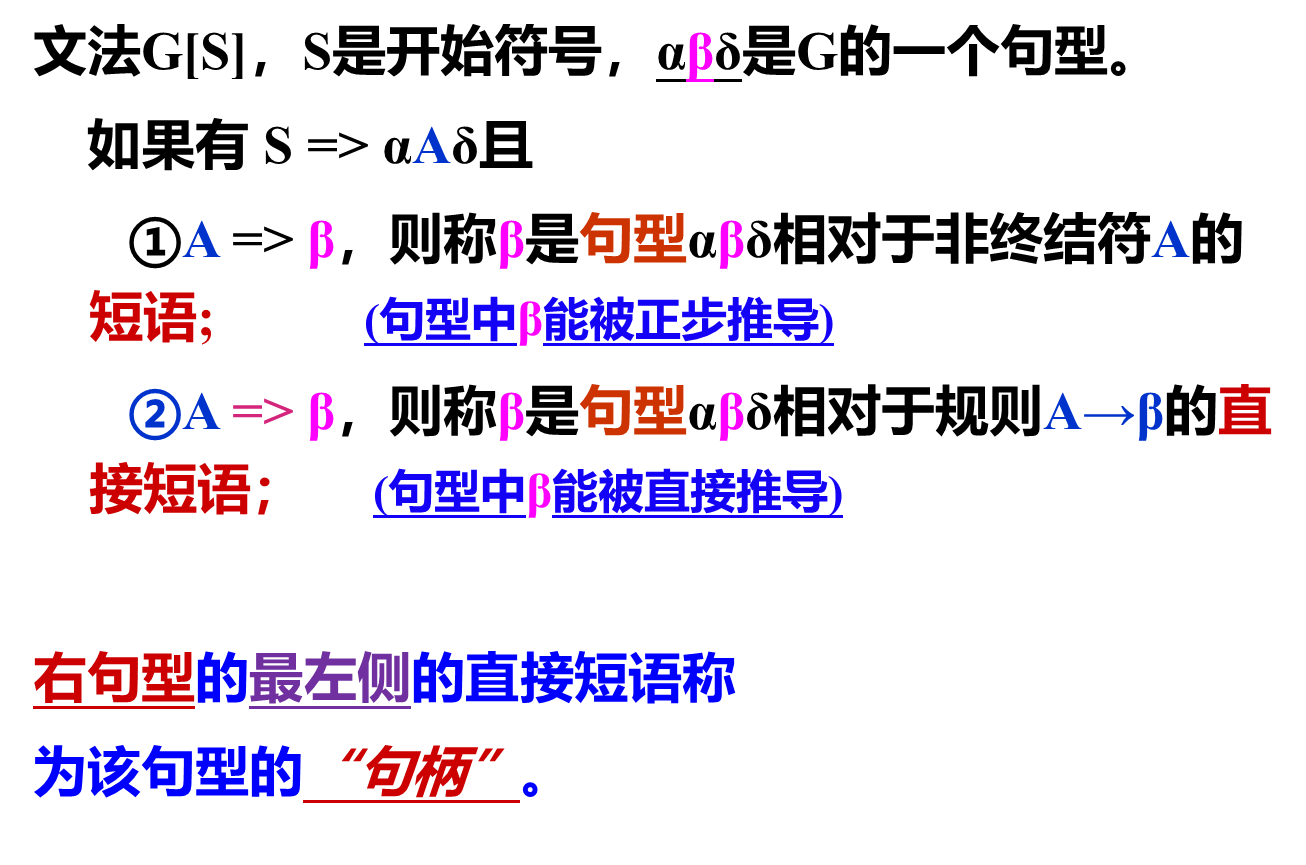 文法G[S]，S是开始符号，αβδ是G的一个句型。
如果有 S => αAδ且
①A => β，则称β是句型αβδ相对于非终结符A的
短语; (句型中β能被正步推导)
②A => β，则称β是句型αβδ相对于规则A→β的直
接短语； (句型中β能被直接推导)
右句型的最左侧的直接短语称
为该句型的“句柄”。